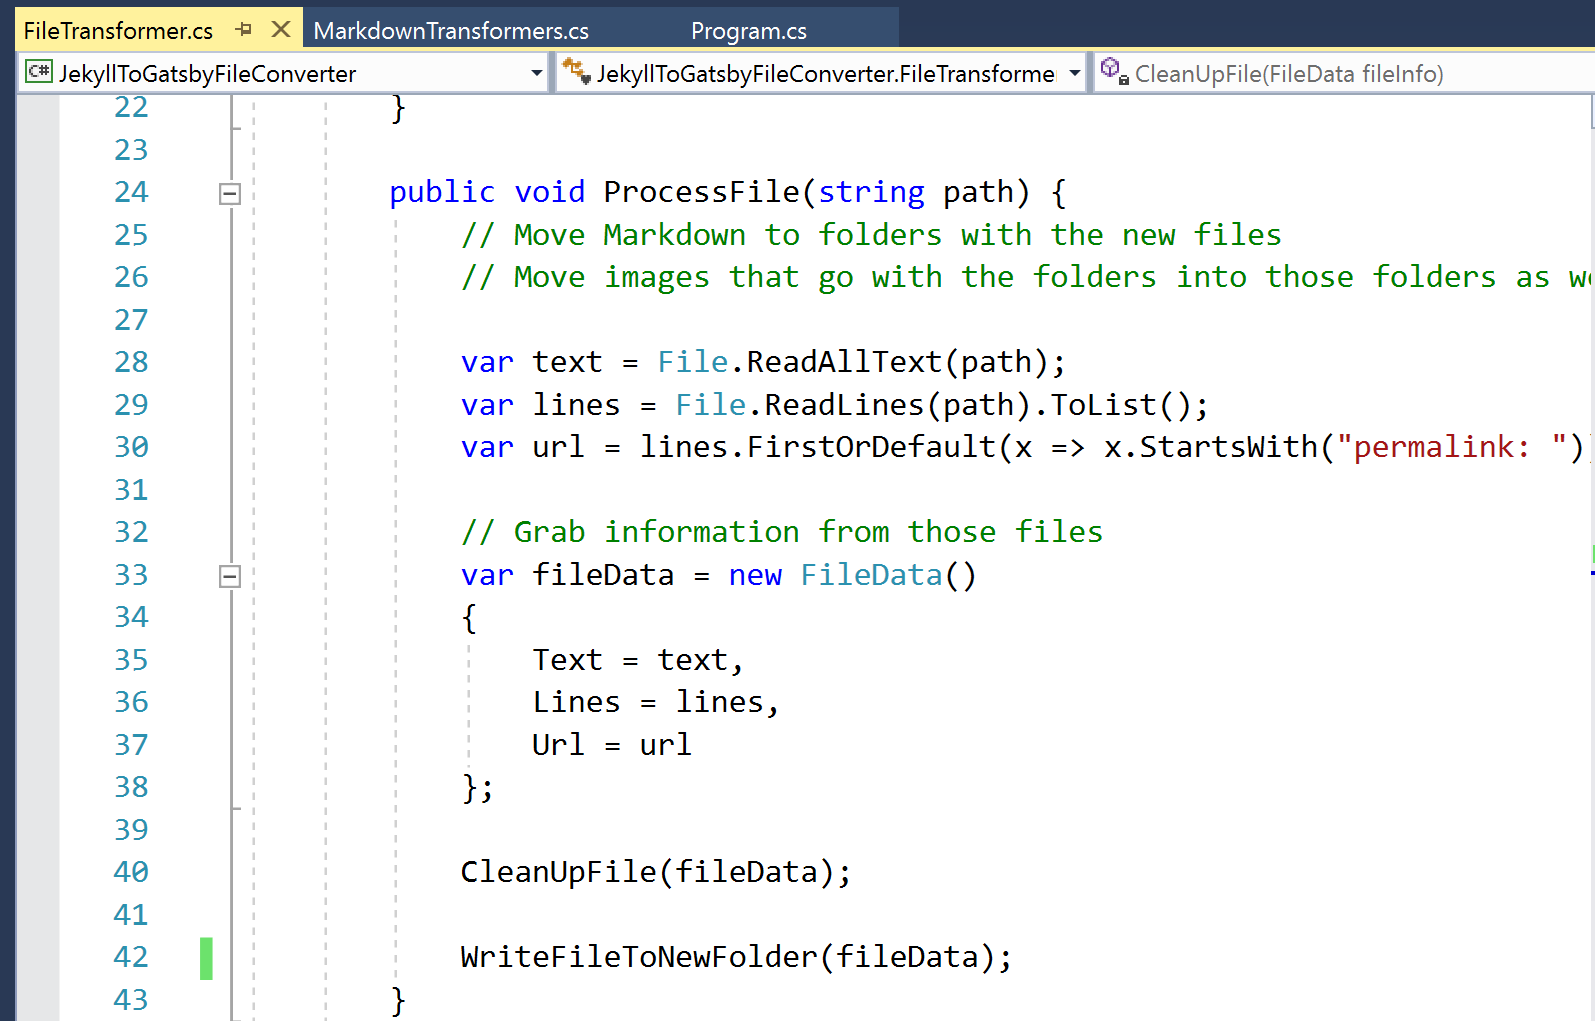 FileTransformer.cs MarkdownTransformers.cs Program.cs
C# JekyllToGatsbyFileConverter JekyllToGatsbyFileConverter.FileTransforme CleanUpFile(FileData fileInfo)
22 }
23
24 public void ProcessFile(string path) {
25 // Move Markdown to folders with the new files
26 // Move images that go with the folders into those folders as
27
28 var text = File.ReadAllText(path);
29 var lines = File.ReadLines(path).ToList();
30 var url = lines.FirstOrDefault(x => x.StartsWith("permalink: "))
31
32 // Grab information from those files
33 var fileData = new FileData()
34 {
35 Text = text,
36 Lines = lines,
37 Url = url
38 };
39
40 CleanUpFile(fileData);
41
42 WriteFileToNewFolder(fileData);
43 }